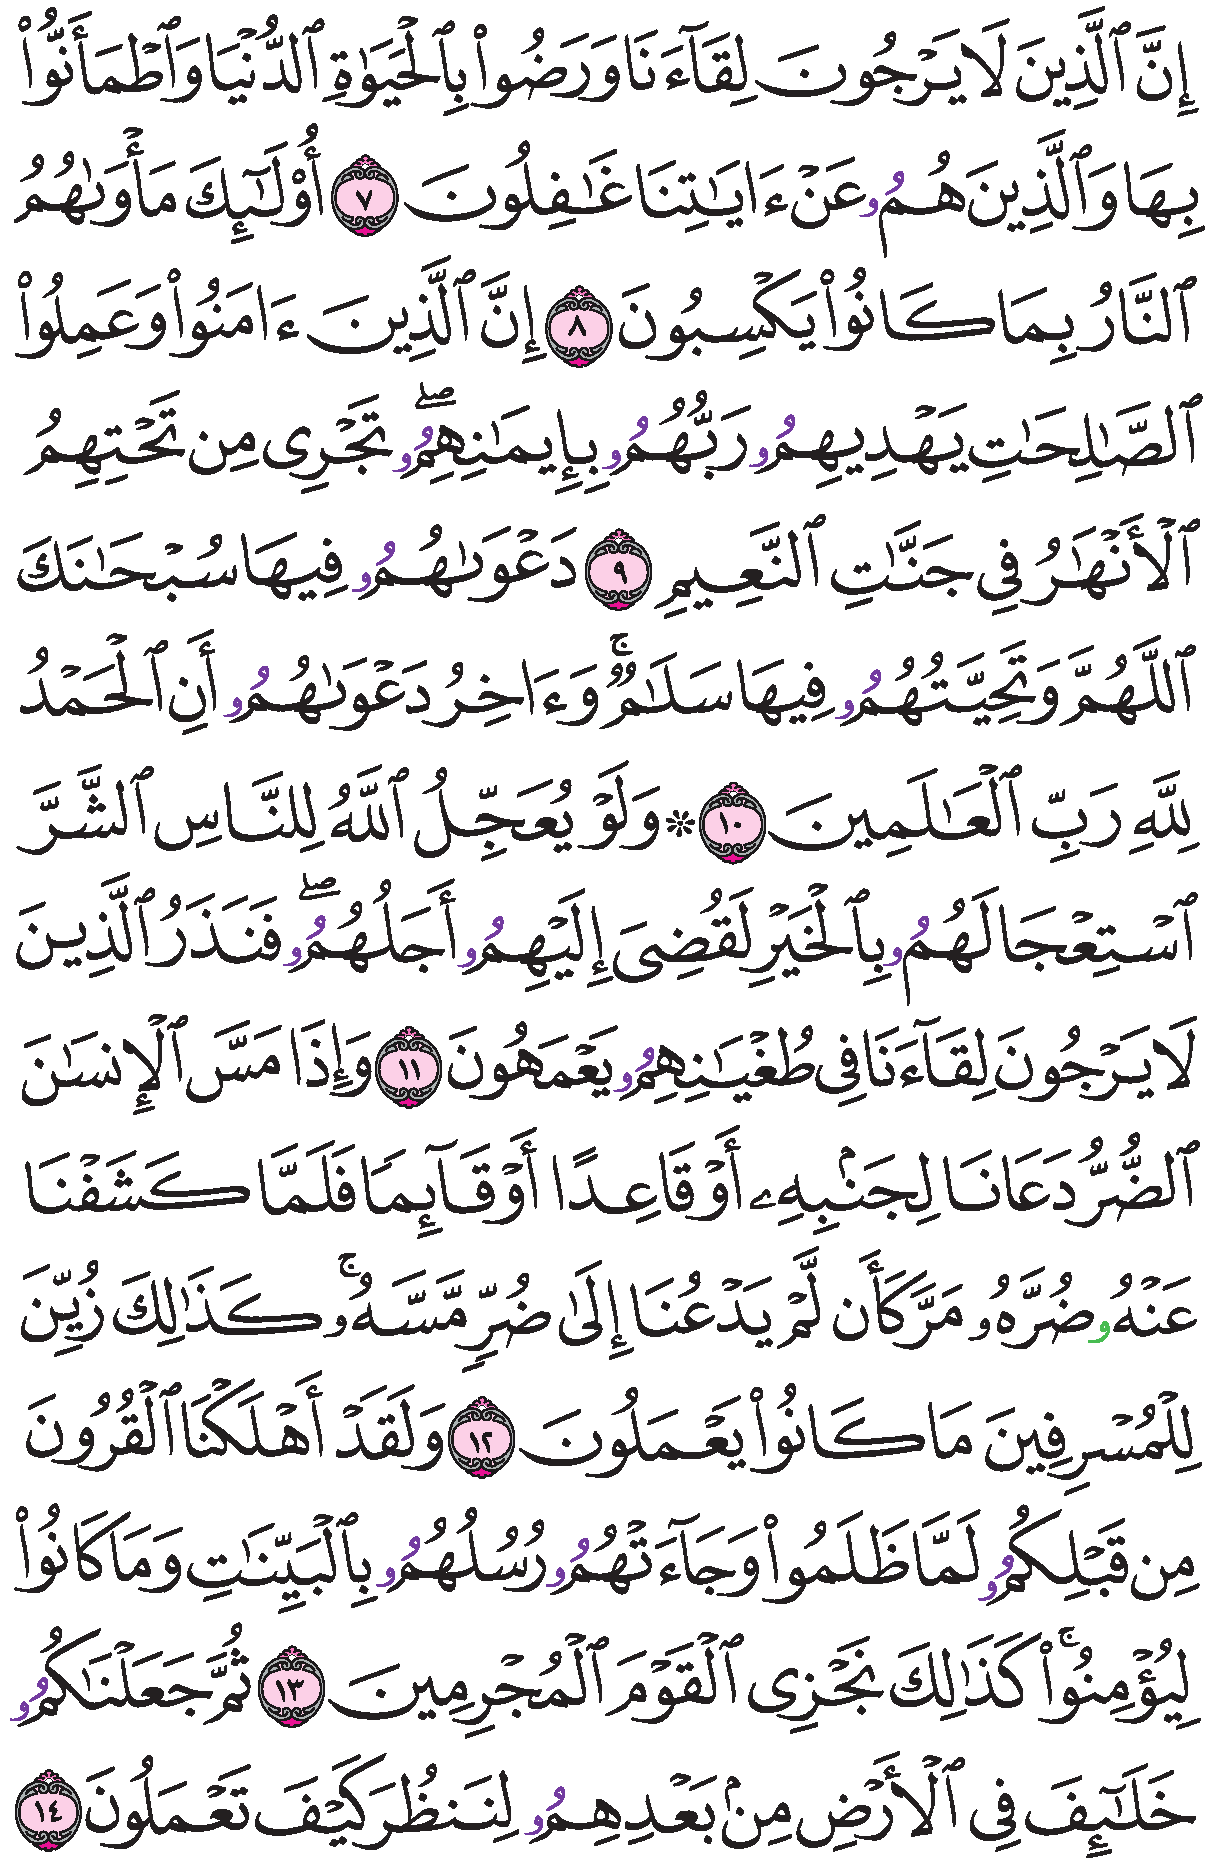 إِنَّ ٱلَّذِينَ لَا يَرْجُونَ لِقَآءَنَا وَرَضُوا۟ بِٱلْحَيَوٰةِ ٱلدُّنْيَا وَٱطْمَأَنُّوا۟
بِهَا وَٱلَّذِينَ هُمُۥ عَنْ ءَايَٰتِنَا غَٰفِلُونَ ٧ أُو۟لَٰٓئِكَ مَأْوَىٰهُمُ
ٱلنَّارُ بِمَا كَانُوا۟ يَكْسِبُونَ ٨ إِنَّ ٱلَّذِينَ ءَامَنُوا۟ وَعَمِلُوا۟
ٱلصَّٰلِحَٰتِ يَهْدِيهِمُۥ رَبُّهُمُۥ بِإِيمَٰنِهِمُۥۖ تَجْرِى مِن تَحْتِهِمُ
ٱلْأَنْهَٰرُ فِى جَنَّٰتِ ٱلنَّعِيمِ ٩ دَعْوَىٰهُمُۥ فِيهَا سُبْحَٰنَكَ
ٱللَّهُمَّ وَتَحِيَّتُهُمُۥ فِيهَا سَلَٰمٌۚ وَءَاخِرُ دَعْوَىٰهُمُۥ أَنِ ٱلْحَمْدُ
لِلَّهِ رَبِّ ٱلْعَٰلَمِينَ ١٠ ۞ وَلَوْ يُعَجِّلُ ٱللَّهُ لِلنَّاسِ ٱلشَّرَّ
ٱسْتِعْجَالَهُمُۥ بِٱلْخَيْرِ لَقُضِىَ إِلَيْهِمُۥ أَجَلُهُمُۥۖ فَنَذَرُ ٱلَّذِينَ
لَا يَرْجُونَ لِقَآءَنَا فِى طُغْيَٰنِهِمُۥ يَعْمَهُونَ ١١ وَإِذَا مَسَّ ٱلْإِنسَٰنَ
ٱلضُّرُّ دَعَانَا لِجَنۢبِهِۦ أَوْ قَاعِدًا أَوْ قَآئِمًا فَلَمَّا كَشَفْنَا
عَنْهُۥ ضُرَّهُۥ مَرَّ كَأَن لَّمْ يَدْعُنَا إِلَىٰ ضُرٍّ مَّسَّهُۥۚ كَذَٰلِكَ زُيِّنَ
لِلْمُسْرِفِينَ مَا كَانُوا۟ يَعْمَلُونَ ١٢ وَلَقَدْ أَهْلَكْنَا ٱلْقُرُونَ
مِن قَبْلِكُمُۥ لَمَّا ظَلَمُوا۟ وَجَآءَتْهُمُۥ رُسُلُهُمُۥ بِٱلْبَيِّنَٰتِ وَمَا كَانُوا۟
لِيُؤْمِنُوا۟ۚ كَذَٰلِكَ نَجْزِى ٱلْقَوْمَ ٱلْمُجْرِمِينَ ١٣ ثُمَّ جَعَلْنَٰكُمُۥ
خَلَٰٓئِفَ فِى ٱلْأَرْضِ مِنۢ بَعْدِهِمُۥ لِنَنظُرَ كَيْفَ تَعْمَلُونَ ١٤